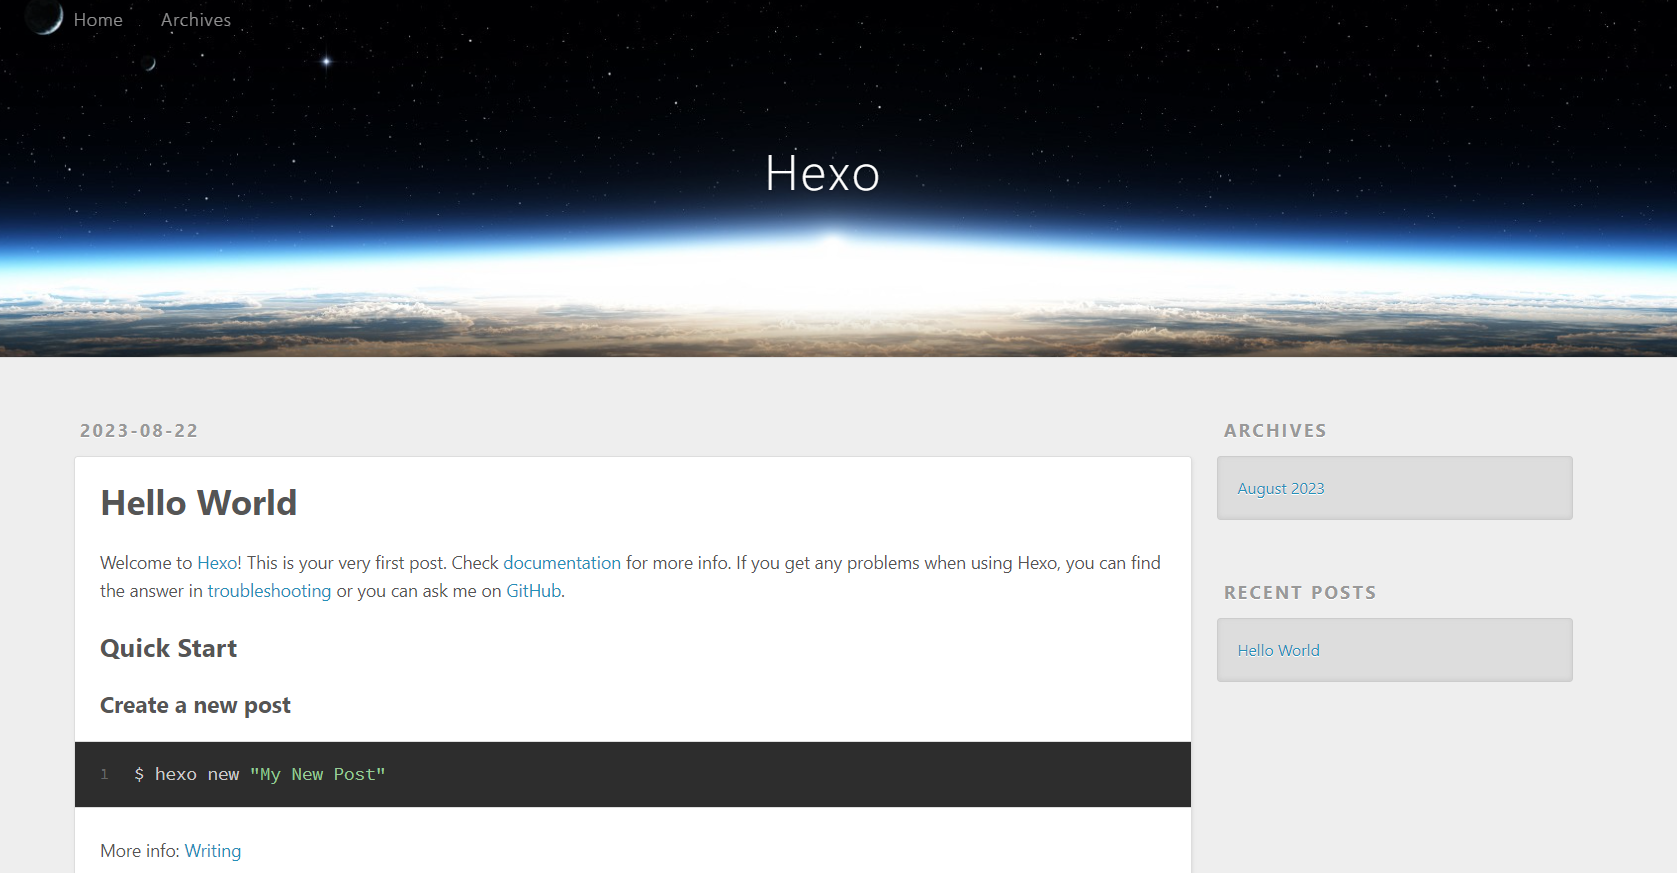 Home Archives
Hexo
2023-08-22
Hello World
Welcome to Hexo! This is your very first post. Check documentation for more info. If you get any problems when using Hexo, you can find
the answer in troubleshooting or you can ask me on GitHub.
Quick Start
Create a new post
1 $ hexo new "My New Post"
More info: Writing
ARCHIVES
August 2023
RECENT POSTS
Hello World